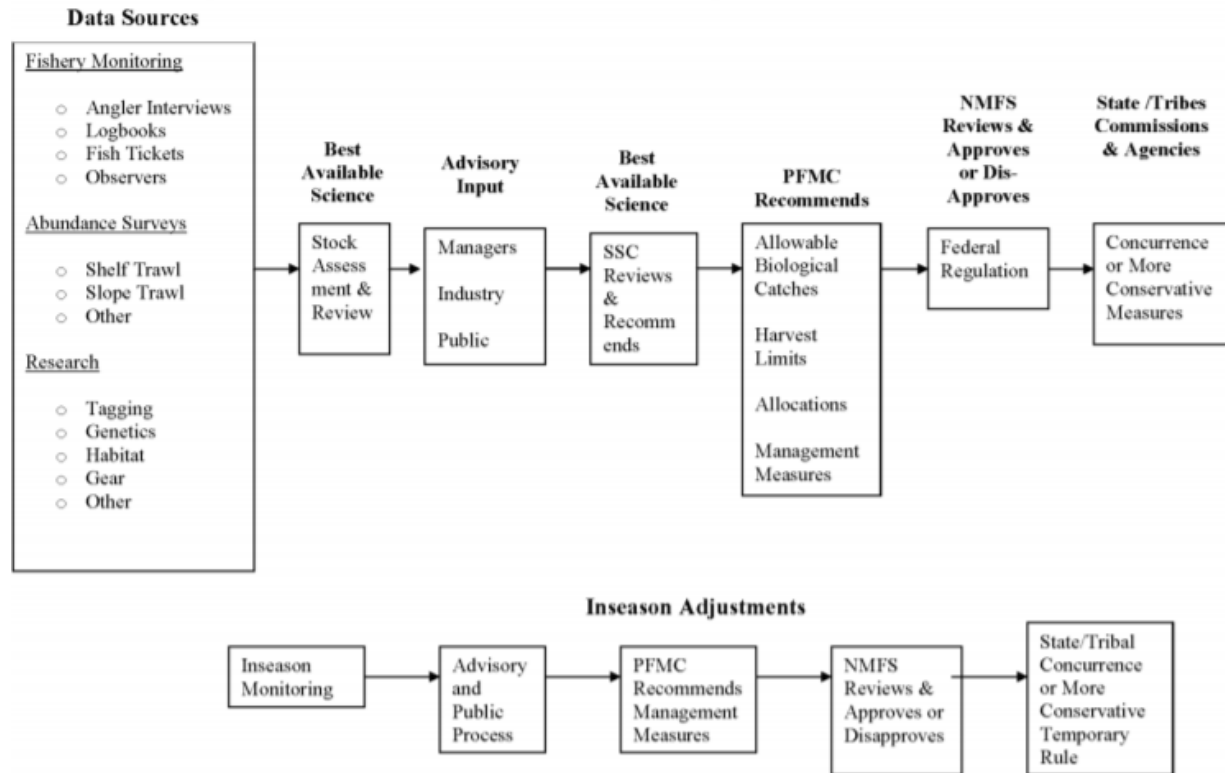 Data Sources
Fishery Monitoring
Angler Interviews
Logbooks
Fish Tickets
Observers
Abundance Surveys
Shelf Trawl
Slope Trawl
Other
Research
Tagging
Genetics
Habitat
Gear
Other
Best
Available
Science
Stock
Assess
ment &
Review
Advisory
Input
Managers
Industry
Public
Best
Available
Science
SSC
Reviews
&
Recomm
ends
PFMC
Recommends
Allowable
Biological
Catches
Harvest
Limits
Allocations
Management
Measures
NMFS
Reviews &
Approves
or Dis-
Approves
Federal
Regulation
State /Tribes
Commissions
& Agencies
Concurrence
or More
Conservative
Measures
Inseason Adjustments
Inseason
Monitoring
Advisory
and
Public
Process
PFMC
Recommends
Management
Measures
NMFS
Reviews &
Approves or
Disapproves
State/Tribal
Concurrence
or More
Conservative
Temporary
Rule